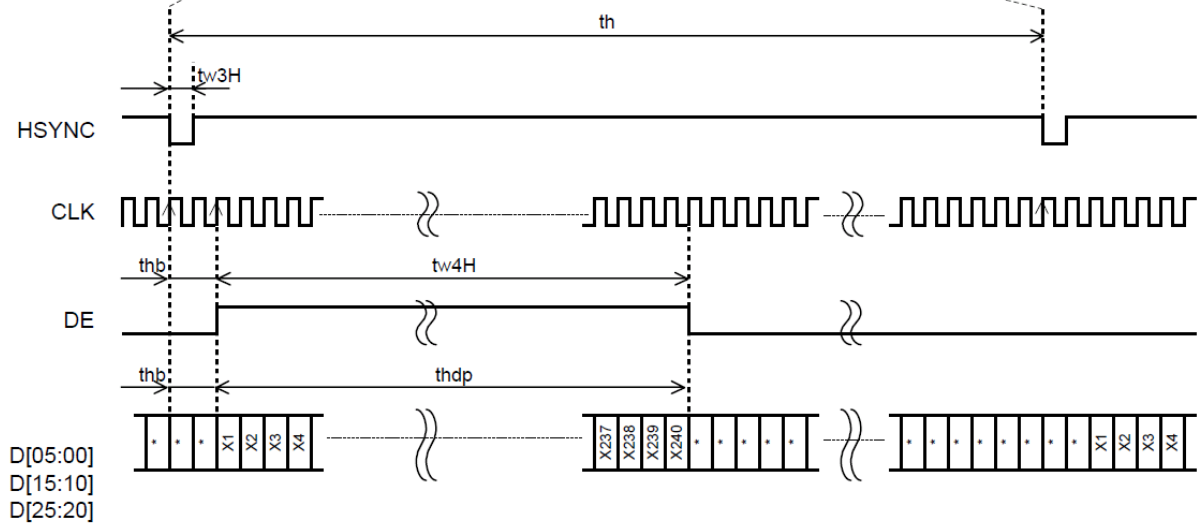 th
tw3H
HSYNC
CLK
thb
tw4H
DE
thb
thdp
* * * X1 X2 X3 X4 X237 X238 X239 X240 * * * * * * * * * * * * * X1 X2 X3 X4
D[05:00]
D[15:10]
D[25:20]